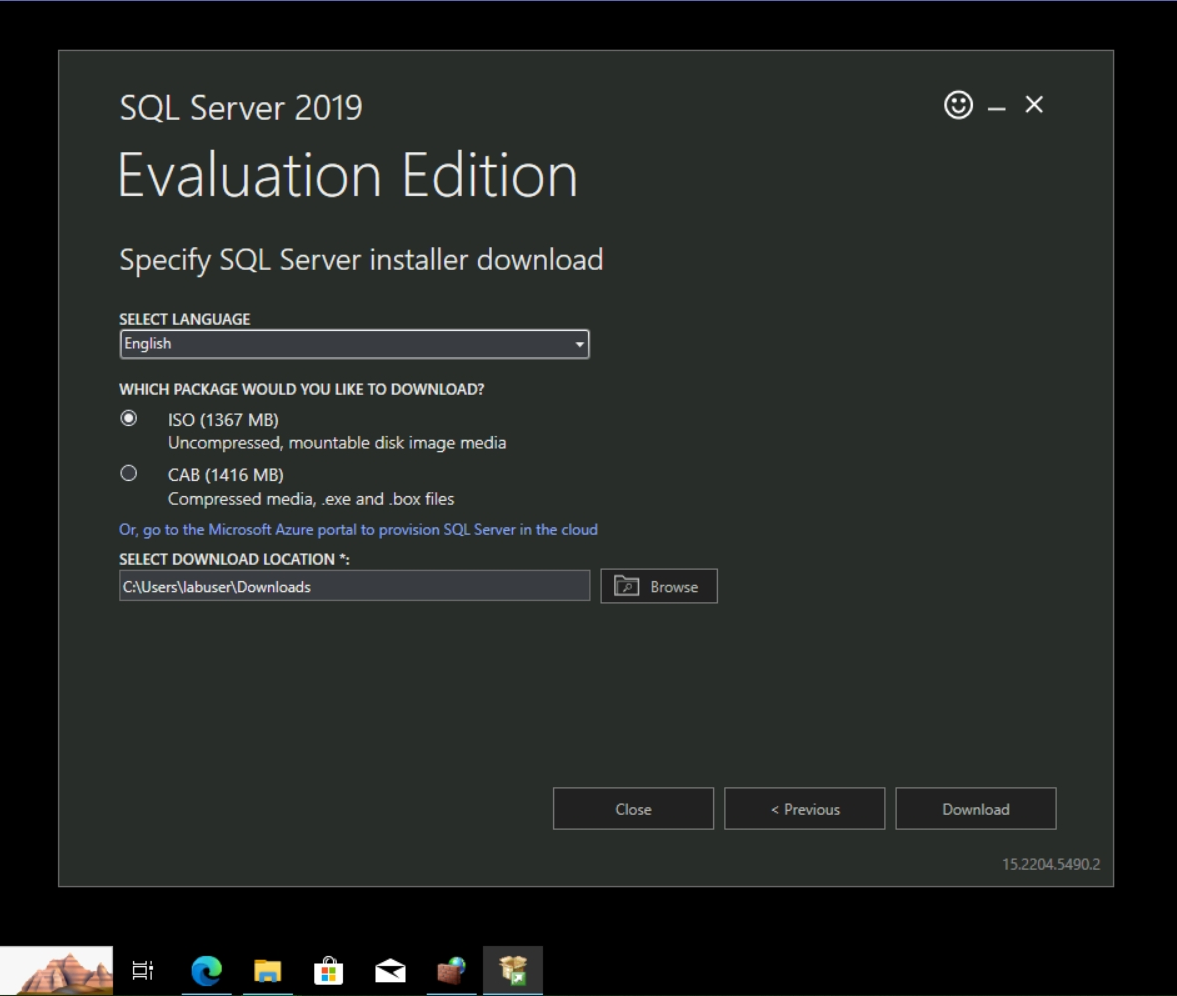 SQL Server 2019
Evaluation Edition
Specify SQL Server installer download
SELECT LANGUAGE
English
WHICH PACKAGE WOULD YOU LIKE TO DOWNLOAD?
ISO (1367 MB)
Uncompressed, mountable disk image media
CAB (1416 MB)
Compressed media, .exe and .box files
Or, go to the Microsoft Azure portal to provision SQL Server in the cloud
SELECT DOWNLOAD LOCATION *:
C:\Users\labuser\Downloads
Browse
Close
< Previous
Download
15.2204.5490.2